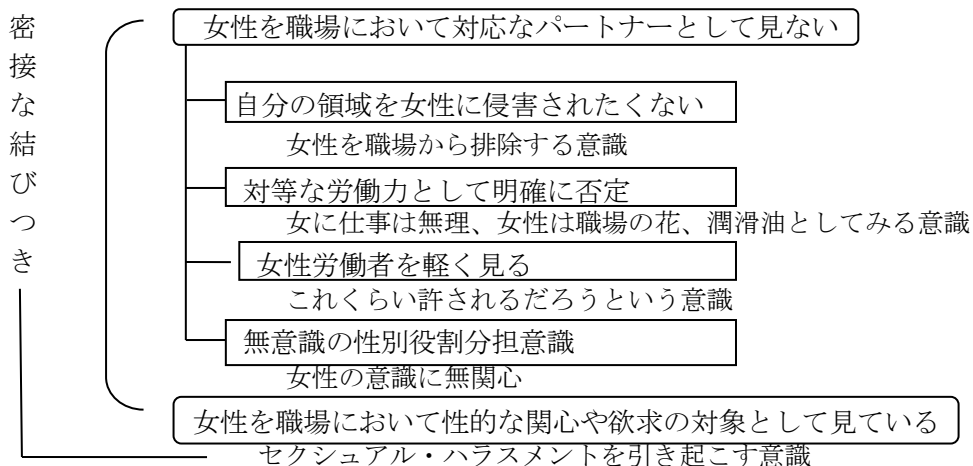 密接な結びつき
女性を職場において対応なパートナーとして見ない
自分の領域を女性に侵害されたくない
女性を職場から排除する意識
対等な労働力として明確に否定
女に仕事は無理、女性は職場の花、潤滑油としてみる意識
女性労働者を軽く見る
これくらい許されるだろうという意識
無意識の性別役割分担意識
女性の意識に無関心
女性を職場において性的な関心や欲求の対象として見ている
セクシュアル・ハラスメントを引き起こす意識